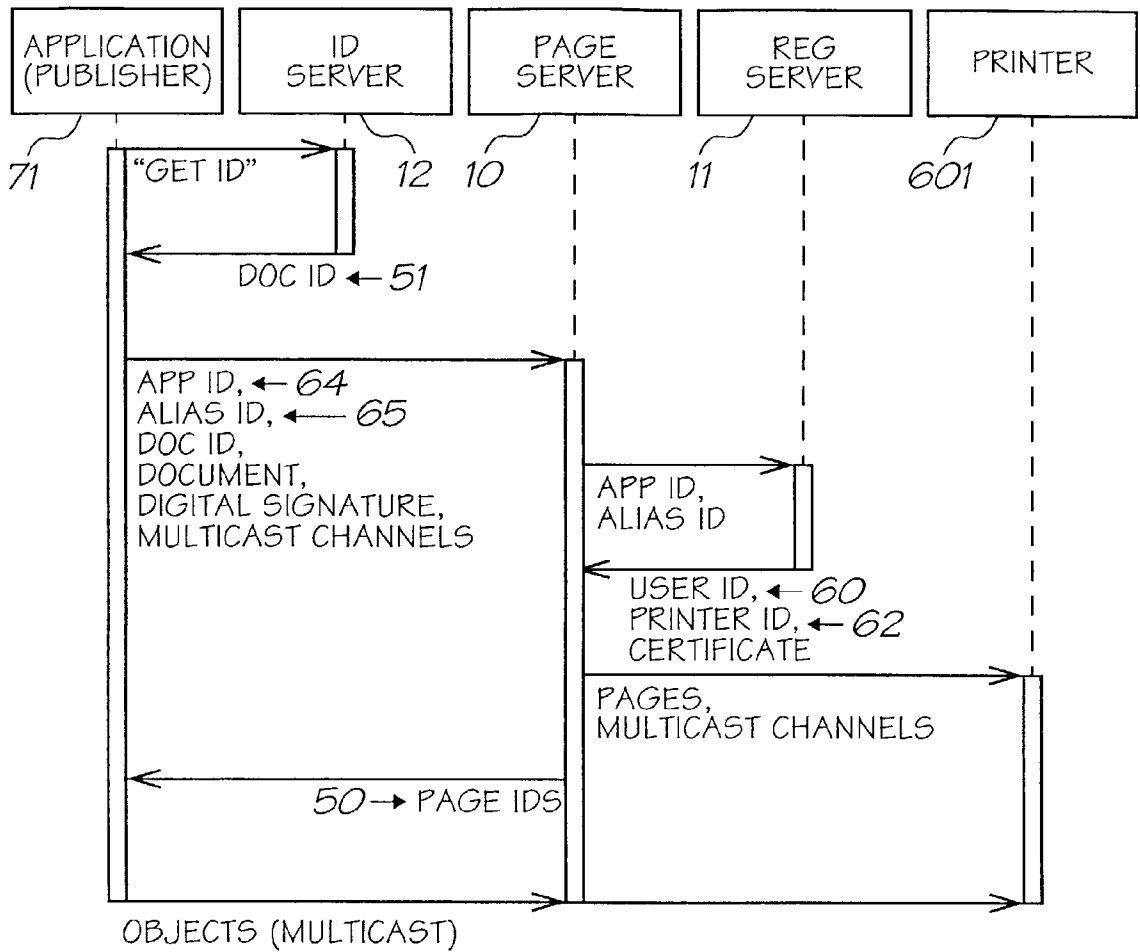 APPLICATION
(PUBLISHER)
ID
SERVER
PAGE
SERVER
REG
SERVER
PRINTER
71
12
10
11
601
"GET ID"
DOC ID ← 51
APP ID, ← 64
ALIAS ID, ← 65
DOC ID,
DOCUMENT,
DIGITAL SIGNATURE,
MULTICAST CHANNELS
APP ID,
ALIAS ID
USER ID, ← 60
PRINTER ID, ← 62
CERTIFICATE
PAGES,
MULTICAST CHANNELS
50 → PAGE IDS
OBJECTS (MULTICAST)